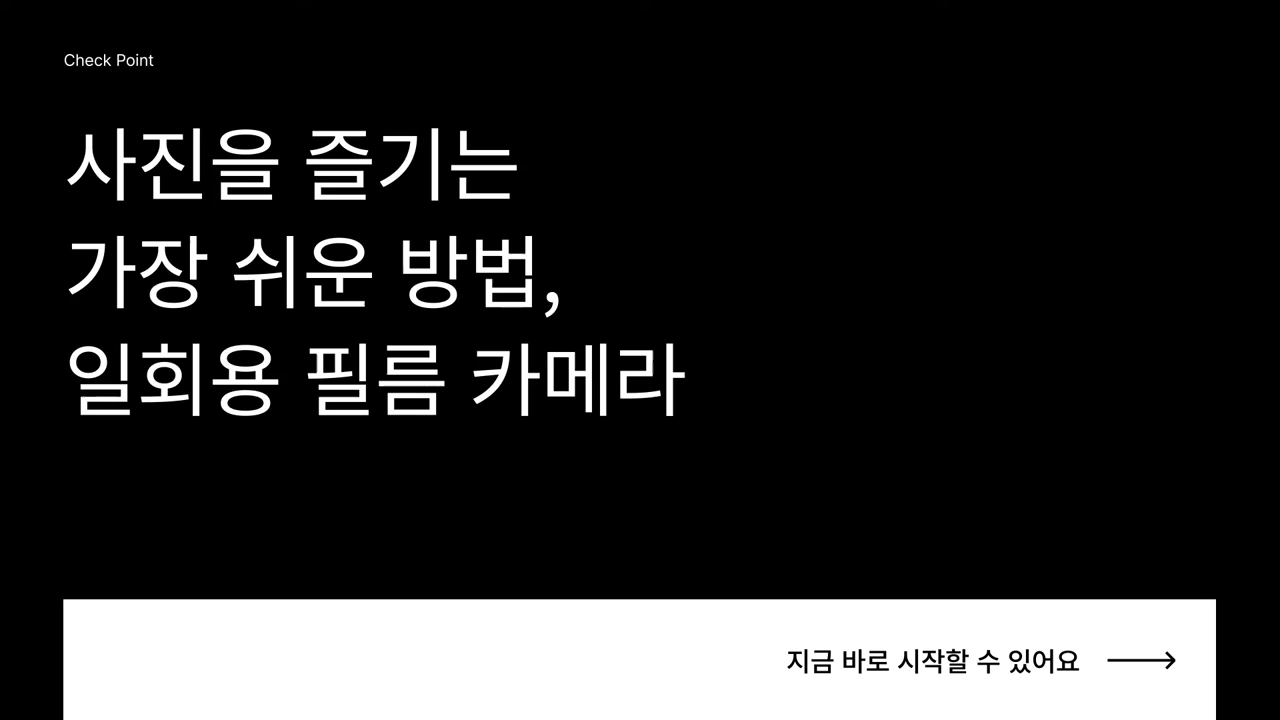 Check Point
사진을 즐기는
가장 쉬운 방법,
일회용 필름 카메라
지금 바로 시작할 수 있어요